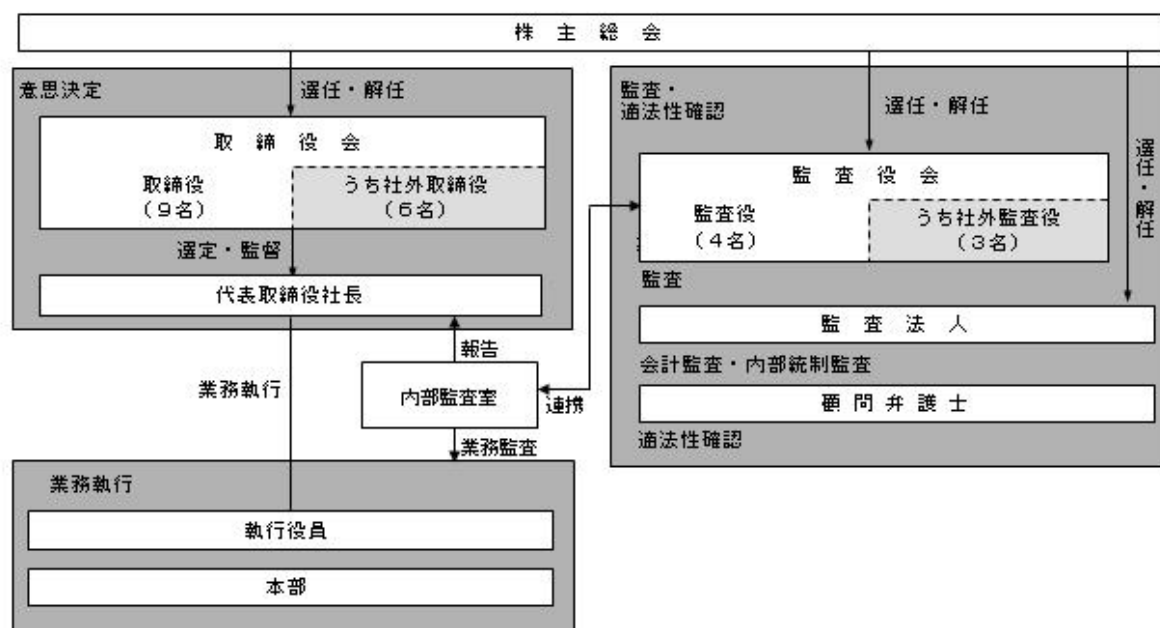 株主総会
意思決定
選任・解任
取締役会
取締役
(9名)
うち社外取締役
(6名)
選定・監督
代表取締役社長
監査・
適法性確認
選任・解任
選任・解任
監査役会
監査役
(4名)
うち社外監査役
(3名)
監査
監査法人
会計監査・内部統制監査
顧問弁護士
適法性確認
報告
業務執行
内部監査室
連携
業務監査
業務執行
執行役員
本部